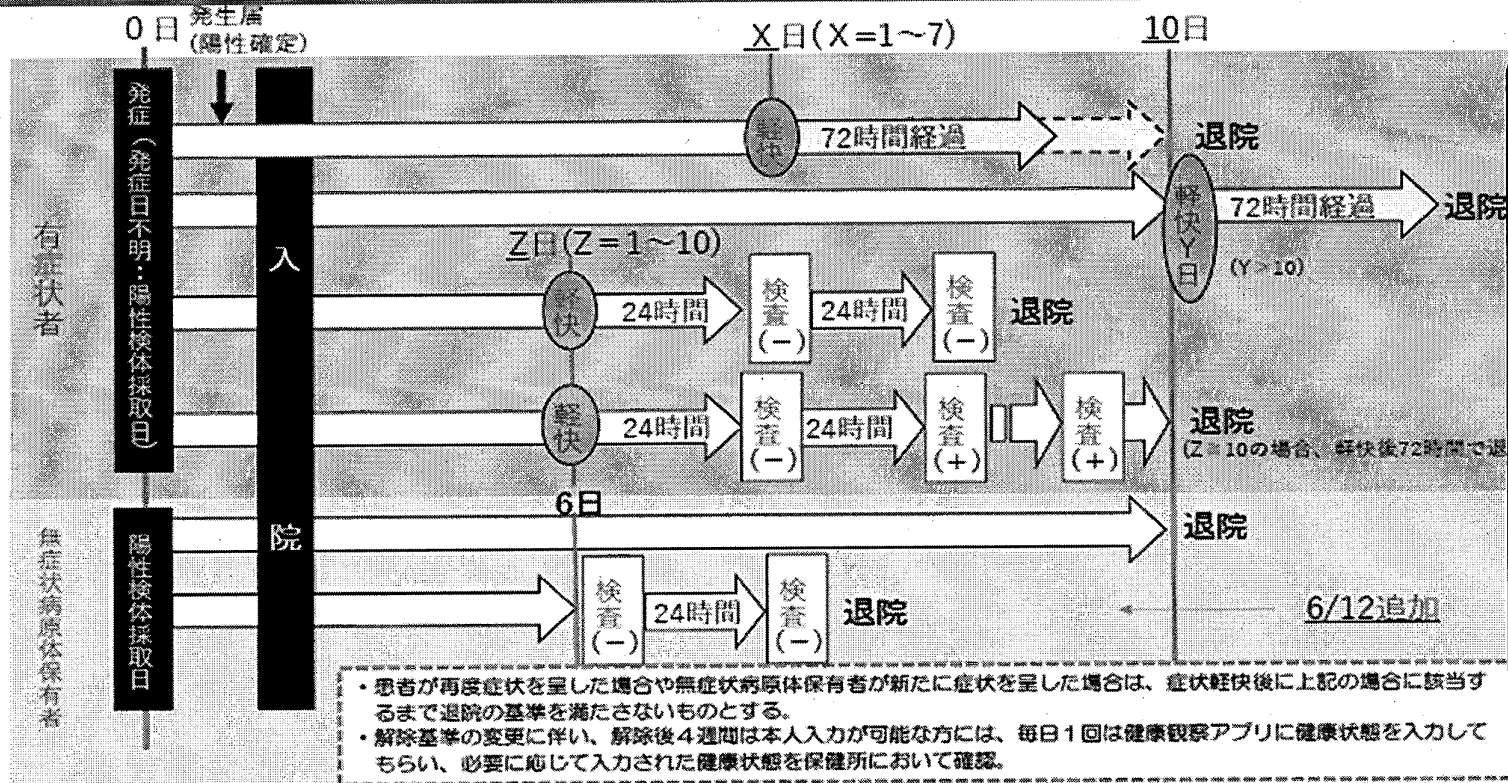 0日
発生届
(陽性確定)
X日(X=1～7)
10日
有症状者
発症(発症日不明:陽性検体採取日)
入院
軽快
72時間経過
退院
軽快Y日
(Y>10)
72時間経過
退院
Z日(Z=1～10)
軽快
24時間
検査(−)
24時間
検査(−)
退院
軽快
24時間
検査(−)
24時間
検査(+)
検査(+)
退院
(Z=10の場合、軽快後72時間で退
無症状病原体保有者
陽性検体採取日
6日
退院
検査(−)
24時間
検査(−)
退院
6/12追加
・患者が再度症状を呈した場合や無症状病原体保有者が新たに症状を呈した場合は、症状軽快後に上記の場合に該当す
るまで退院の基準を満たさないものとする。
・解除基準の変更に伴い、解除後4週間は本人入力が可能な方には、毎日1回は健康観察アプリに健康状態を入力して
もらい、必要に応じて入力された健康状態を保健所において確認。